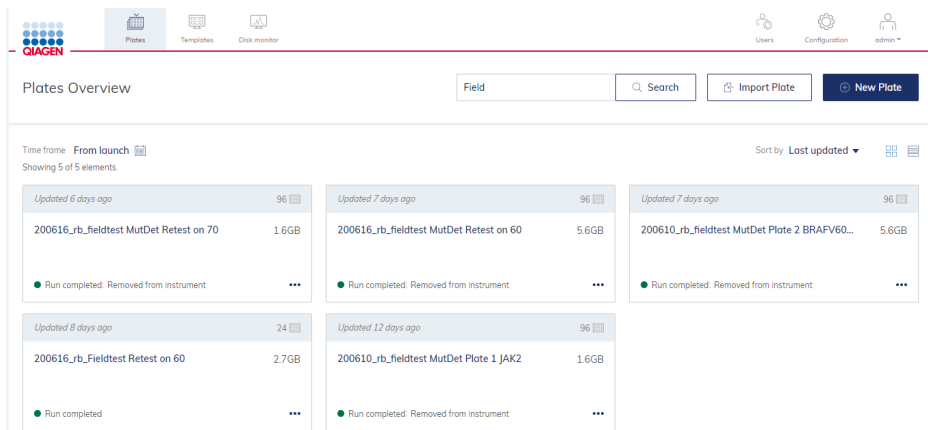 QIAGEN
Plates
Templates
Disk monitor
Users
Configuration
admin
Plates Overview
Field
Search
Import Plate
New Plate
Time frame From launch
Sort by Last updated
Showing 5 of 5 elements.
Updated 6 days ago 96
200616_rb_fieldtest MutDet Retest on 70 1.6GB
Run completed: Removed from instrument
Updated 7 days ago 96
200616_rb_fieldtest MutDet Retest on 60 5.6GB
Run completed: Removed from instrument
Updated 7 days ago 96
200610_rb_fieldtest MutDet Plate 2 BRAFV60... 5.6GB
Run completed: Removed from instrument
Updated 8 days ago 24
200616_rb_Fieldtest Retest on 60 2.7GB
Run completed
Updated 12 days ago 96
200610_rb_fieldtest MutDet Plate 1 JAK2 1.6GB
Run completed: Removed from instrument